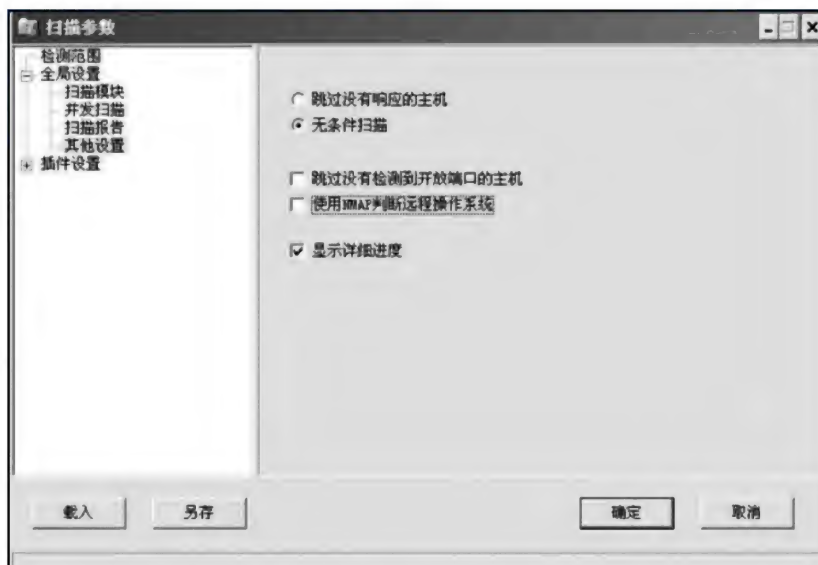 扫描参数
检测范围
全局设置
扫描模块
并发扫描
扫描报告
其他设置
插件设置
跳过没有响应的主机
无条件扫描
跳过没有检测到开放端口的主机
使用NMAP判断远程操作系统
显示详细进度
载入
另存
确定
取消